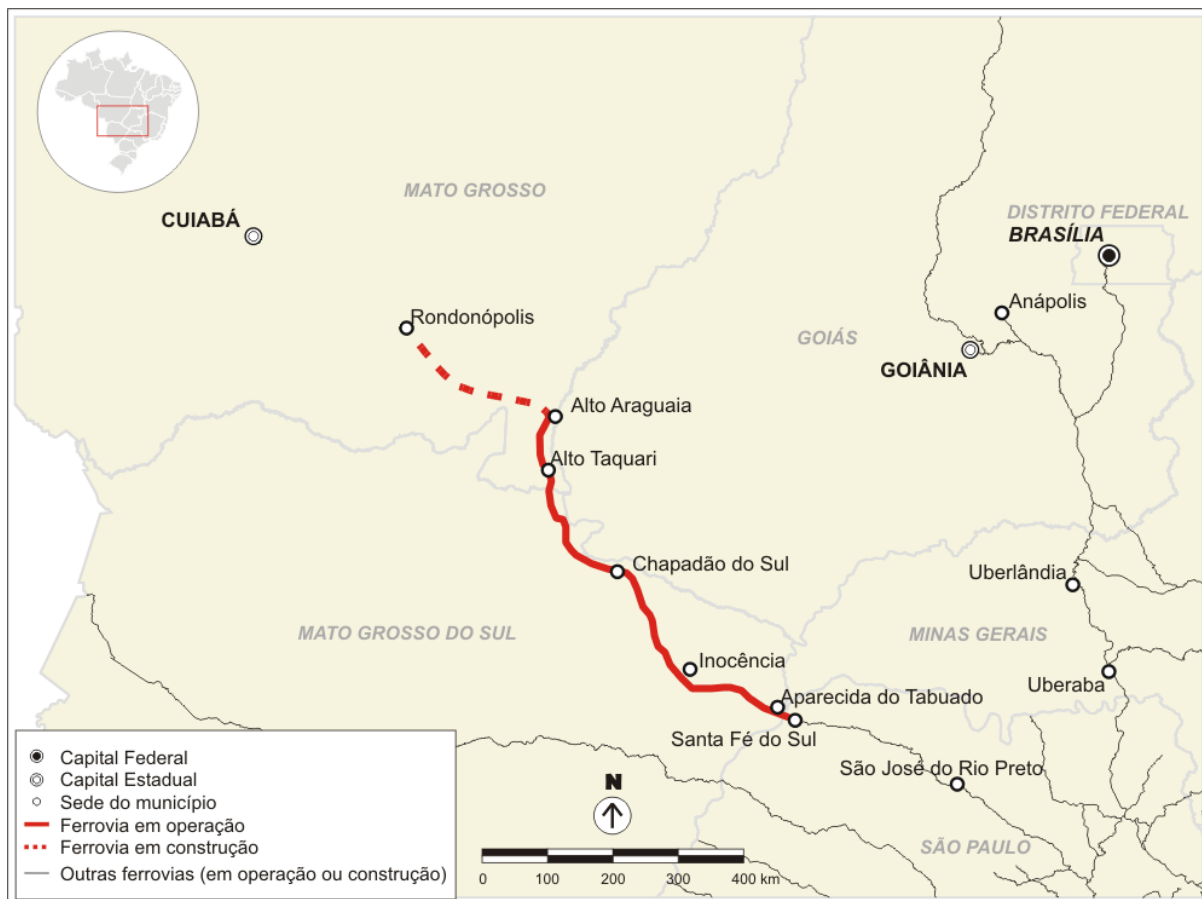 MATO GROSSO
CUIABÁ
DISTRITO FEDERAL
BRASÍLIA
Anápolis
Rondonópolis
GOIÁS
GOIÂNIA
Alto Araguaia
Alto Taquari
Chapadão do Sul
Uberlândia
MATO GROSSO DO SUL
MINAS GERAIS
Inocência
Uberaba
Aparecida do Tabuado
Santa Fé do Sul
São José do Rio Preto
SÃO PAULO
Capital Federal
Capital Estadual
Sede do município
Ferrovia em operação
Ferrovia em construção
Outras ferrovias (em operação ou construção)
N
0 100 200 300 400 km